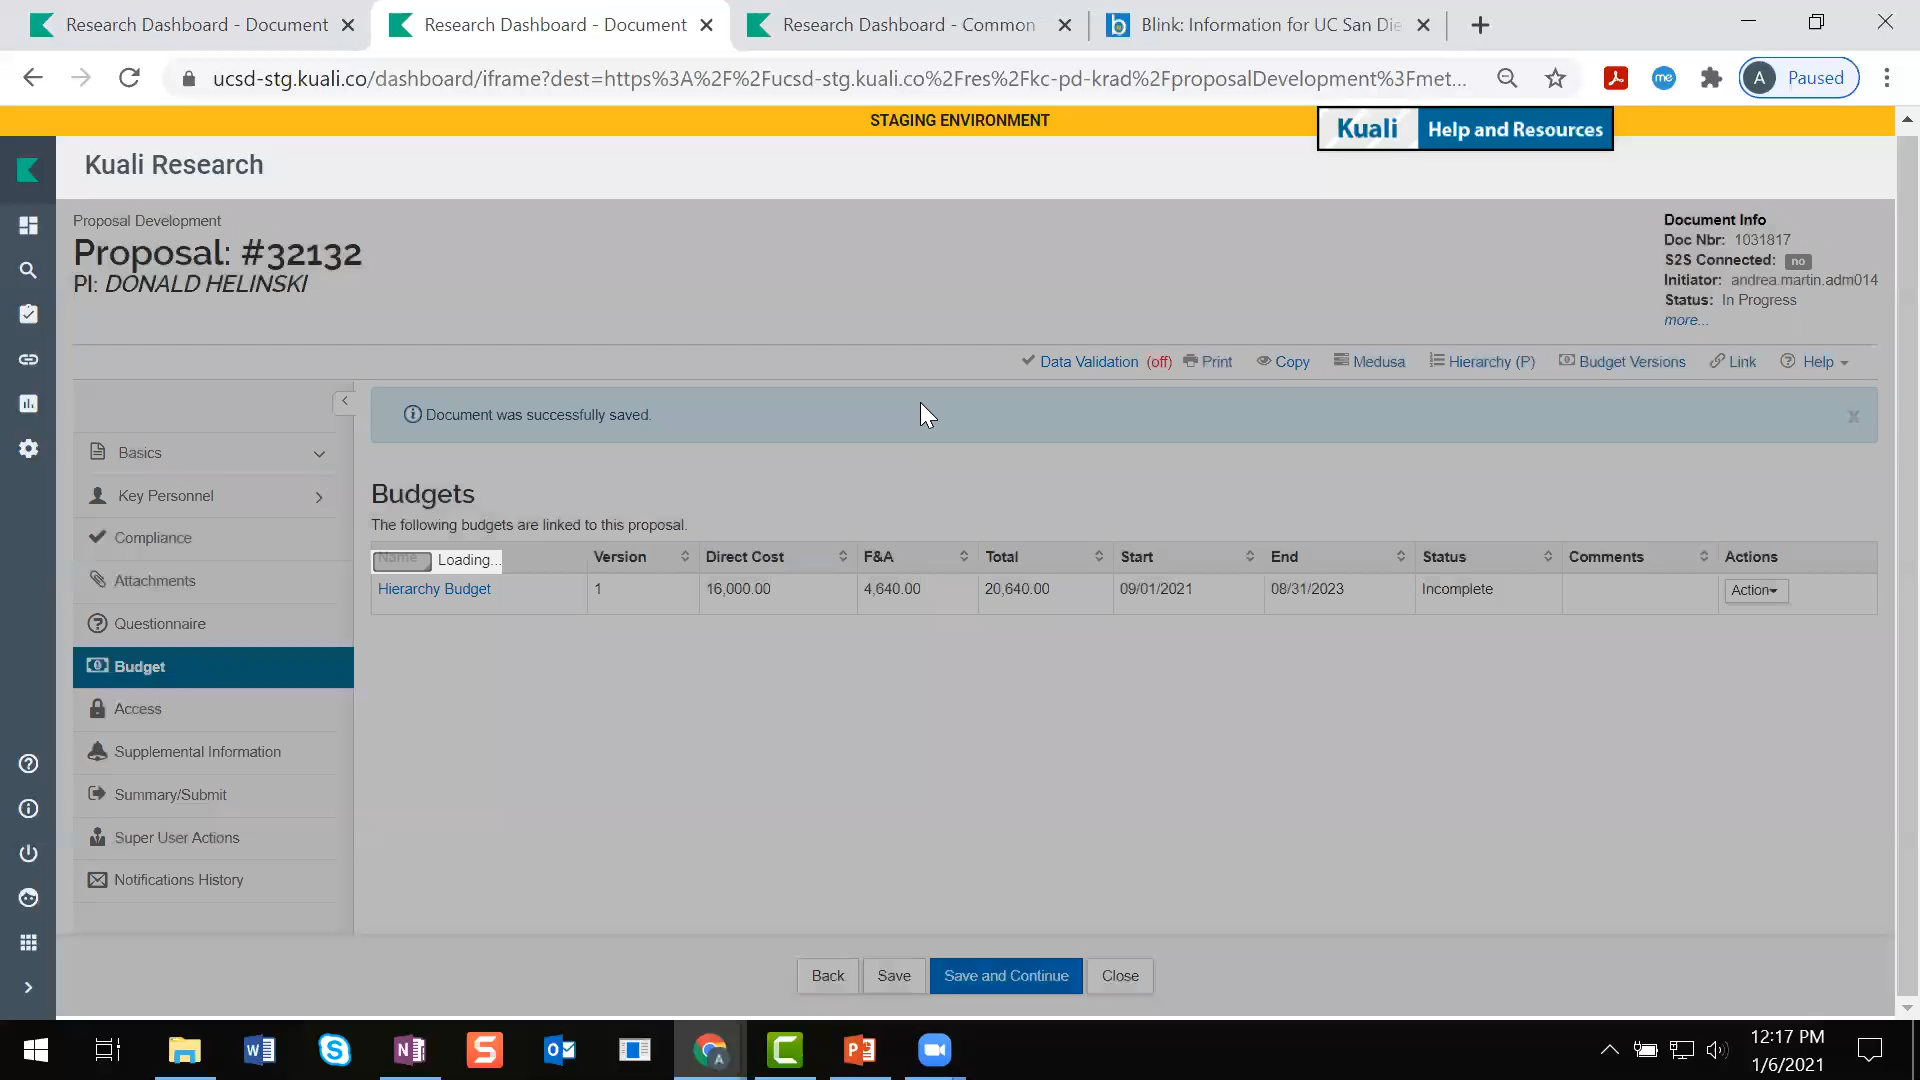 Research Dashboard - Document
Research Dashboard - Document
Research Dashboard - Common
Blink: Information for UC San Die
ucsd-stg.kuali.co/dashboard/iframe?dest=https%3A%2F%2Fucsd-stg.kuali.co%2Fres%2Fkc-pd-krad%2FproposalDevelopment%3Fmet...
me
A Paused
STAGING ENVIRONMENT
Kuali Help and Resources
Kuali Research
Proposal Development
Proposal: #32132
PI: DONALD HELINSKI
Document Info
Doc Nbr: 1031817
S2S Connected: no
Initiator: andrea.martin.adm014
Status: In Progress
more...
Data Validation (off) Print Copy Medusa Hierarchy (P) Budget Versions Link Help
Document was successfully saved.
x
Basics
Key Personnel
Compliance
Attachments
Questionnaire
Budget
Access
Supplemental Information
Summary/Submit
Super User Actions
Notifications History
Budgets
The following budgets are linked to this proposal.
Name Loading... Version Direct Cost F&A Total Start End Status Comments Actions
Hierarchy Budget 1 16,000.00 4,640.00 20,640.00 09/01/2021 08/31/2023 Incomplete Action
Back Save Save and Continue Close
12:17 PM
1/6/2021